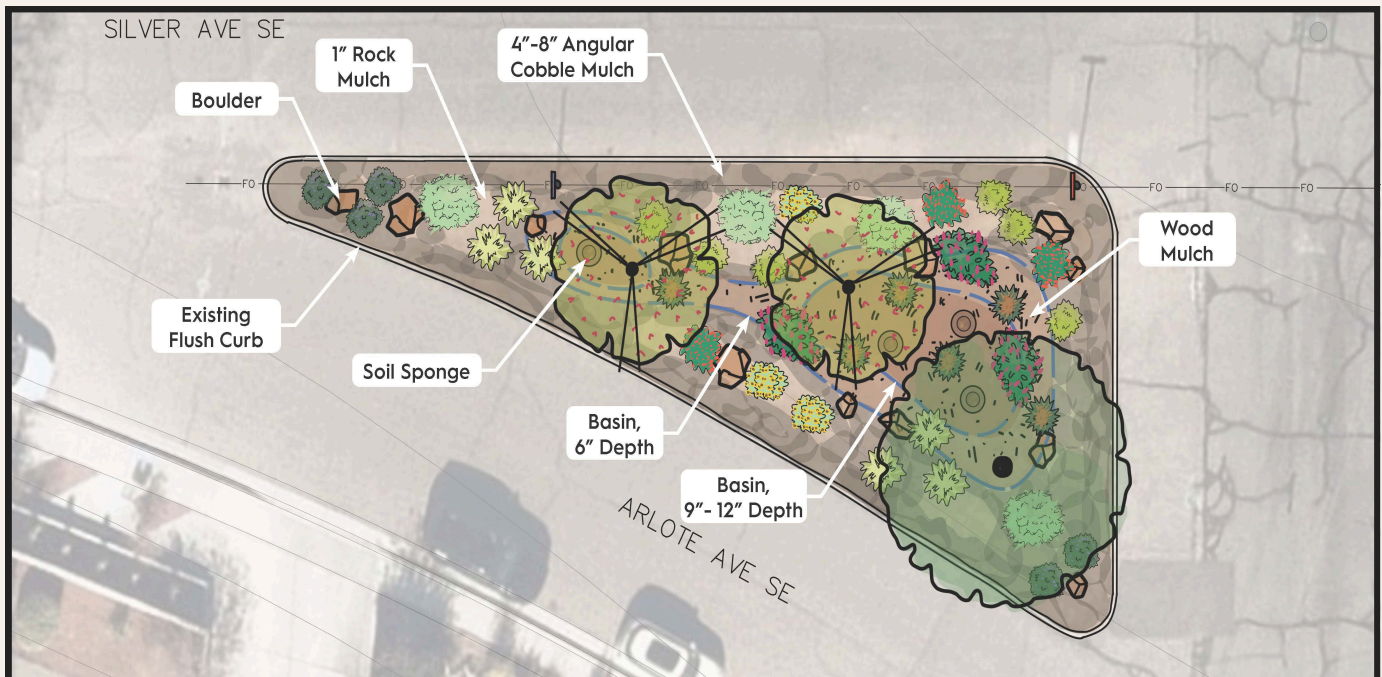 SILVER AVE SE
1" Rock
Mulch
4"-8" Angular
Cobble Mulch
Boulder
FO
FO
FO
FO
FO
FO
FO
FO
Wood
Mulch
Existing
Flush Curb
Soil Sponge
Basin,
6" Depth
Basin,
9"- 12" Depth
ARLOTE AVE SE